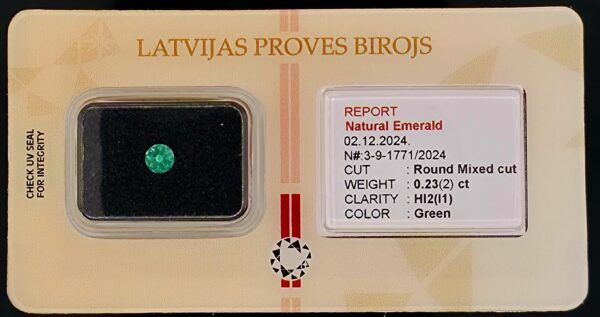 LATVIJAS PROVES BIROJS
CHECK UV SEAL
FOR INTEGRITY
REPORT
Natural Emerald
02.12.2024.
N#:3-9-1771/2024
CUT : Round Mixed cut
WEIGHT : 0.23(2) ct
CLARITY : HI2(I1)
COLOR : Green